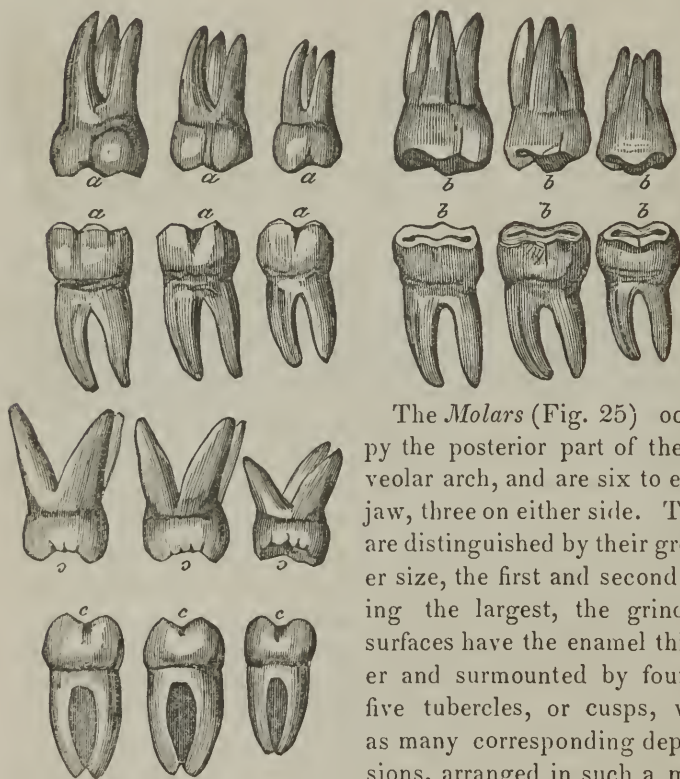 a a a b b b
a a a b b b
The Molars (Fig. 25) oc
py the posterior part of the
veolar arch, and are six to e
jaw, three on either side. T
are distinguished by their gre
er size, the first and second
c c c
ing the largest, the grind
c c c
surfaces have the enamel thi
er and surmounted by four
five tubercles, or cusps, w
as many corresponding dep
sions, arranged in such a m